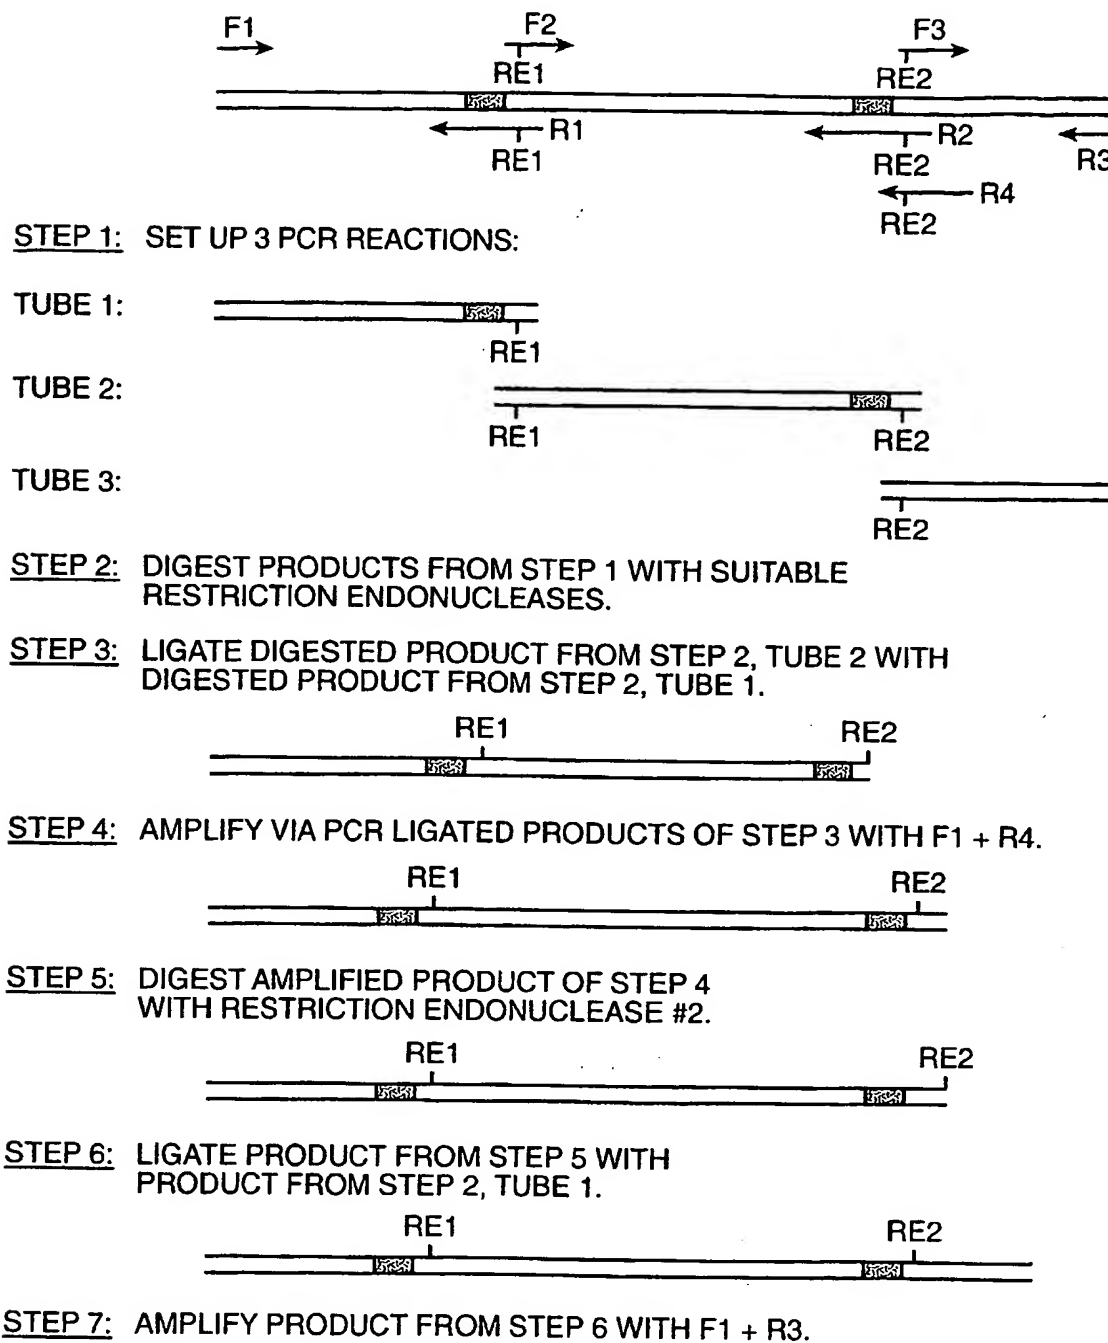 F1 F2 F3
RE1 RE2
R1 R2
RE1 RE2 R3
R4
RE2
STEP 1: SET UP 3 PCR REACTIONS:
TUBE 1:
RE1
TUBE 2:
RE1 RE2
TUBE 3:
RE2
STEP 2: DIGEST PRODUCTS FROM STEP 1 WITH SUITABLE
RESTRICTION ENDONUCLEASES.
STEP 3: LIGATE DIGESTED PRODUCT FROM STEP 2, TUBE 2 WITH
DIGESTED PRODUCT FROM STEP 2, TUBE 1.
RE1 RE2
STEP 4: AMPLIFY VIA PCR LIGATED PRODUCTS OF STEP 3 WITH F1 + R4.
RE1 RE2
STEP 5: DIGEST AMPLIFIED PRODUCT OF STEP 4
WITH RESTRICTION ENDONUCLEASE #2.
RE1 RE2
STEP 6: LIGATE PRODUCT FROM STEP 5 WITH
PRODUCT FROM STEP 2, TUBE 1.
RE1 RE2
STEP 7: AMPLIFY PRODUCT FROM STEP 6 WITH F1 + R3.